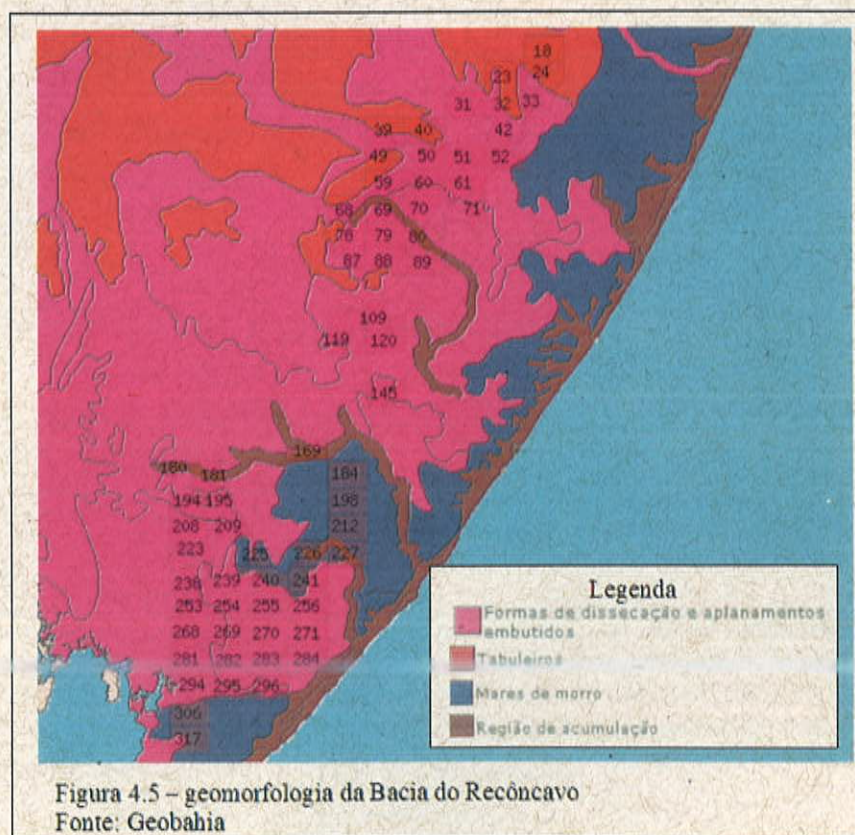 18
23 24
31 32 33
39 40 42
49 50 51 52
59 60 61
68 69 70 71
76 79 80
87 88 89
109
119 120
145
169
180 181 184
194 195 198
208 209 212
223 225 226 227
238 239 240 241
253 254 255 256
268 269 270 271
281 282 283 284
294 295 296
306
317
Legenda
Formas de dissecação e aplanamentos
embutidos
Tabuleiros
Mares de morro
Região de acumulação
Figura 4.5 – geomorfologia da Bacia do Recôncavo
Fonte: Geobahia